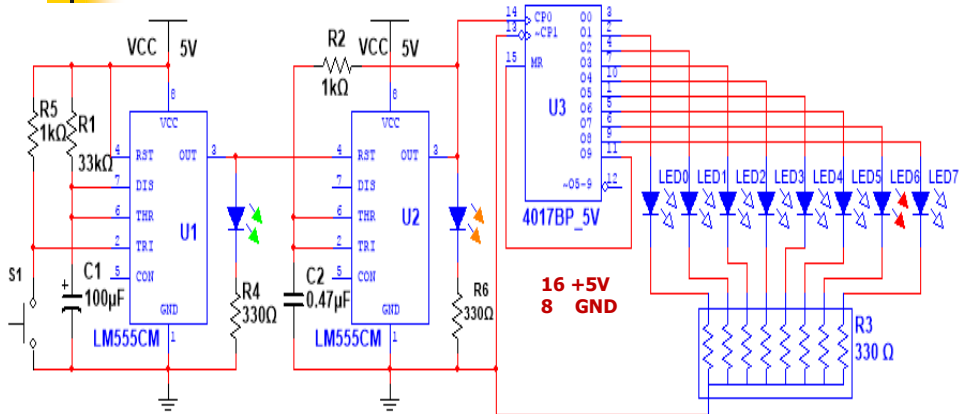 VCC 5V
R5
1kΩ
R1
33kΩ
8
VCC
4 RST OUT 3
7 DIS
6 THR
2 TRI
5 CON
GND
1
U1
LM555CM
S1
C1
+
100µF
R4
330Ω
R2
1kΩ
VCC 5V
8
VCC
4 RST OUT 3
7 DIS
6 THR
2 TRI
5 CON
GND
1
U2
LM555CM
C2
0.47µF
R6
330Ω
14 CP0
13 ~CP1
15 MR
U3
O0 3
O1 2
O2 4
O3 7
O4 10
O5 1
O6 5
O7 6
O8 9
O9 11
~O5-9 12
4017BP_5V
16 +5V
8 GND
LED0 LED1 LED2 LED3 LED4 LED5 LED6 LED7
R3
330 Ω